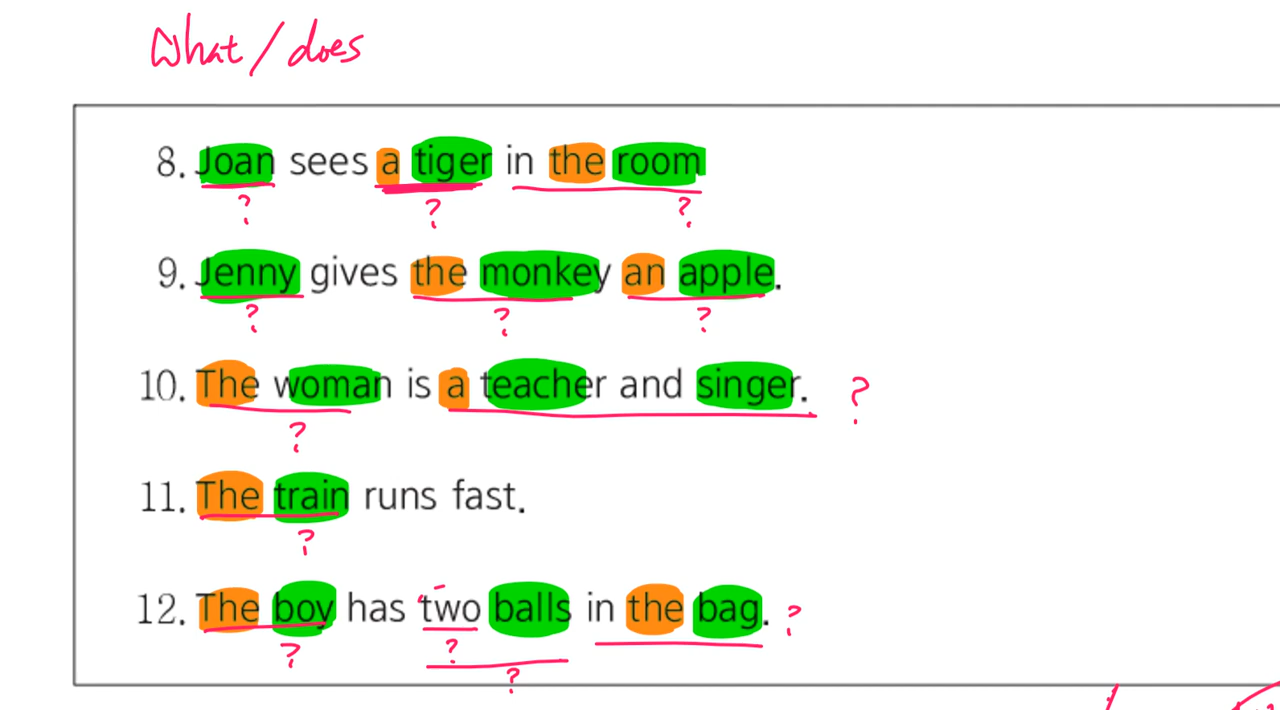 What / does
8. Joan sees a tiger in the room
?
?
?
9. Jenny gives the monkey an apple.
?
?
?
10. The woman is a teacher and singer. ?
?
11. The train runs fast.
?
12. The boy has two balls in the bag. ?
?
?
?